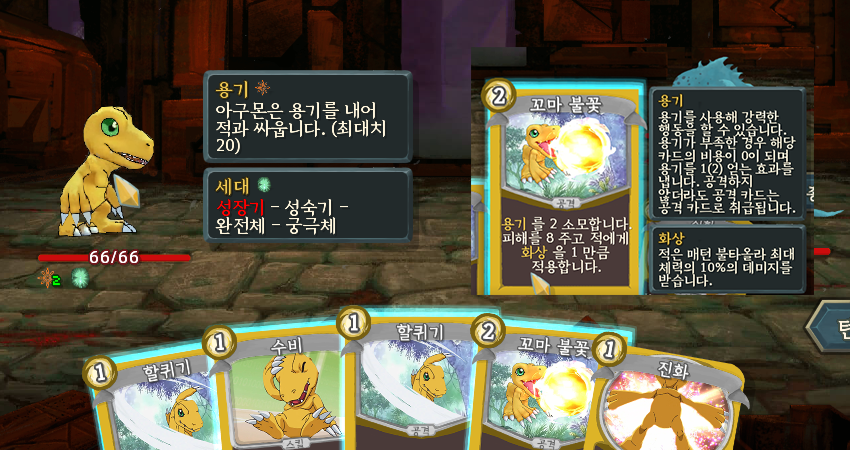 용기
아구몬은 용기를 내어
적과 싸웁니다. (최대치
20)
세대
성장기 – 성숙기 –
완전체 – 궁극체
66/66
2
2
꼬마 불꽃
공격
용기 를 2 소모합니다.
피해를 8 주고 적에게
화상 을 1 만큼
적용합니다.
용기
용기를 사용해 강력한
행동을 할 수 있습니다.
용기가 부족한 경우 해당
카드의 비용이 0이 되며
용기를 1(2) 얻는 효과를
냅니다. 공격하지
않더라도 공격 카드는
공격 카드로 취급됩니다.
화상
적은 매턴 불타올라 최대
체력의 10%의 데미지를
받습니다.
1
할퀴기
1
수비
스킬
1
할퀴기
공격
2
꼬마 불꽃
공격
1
진화
턴